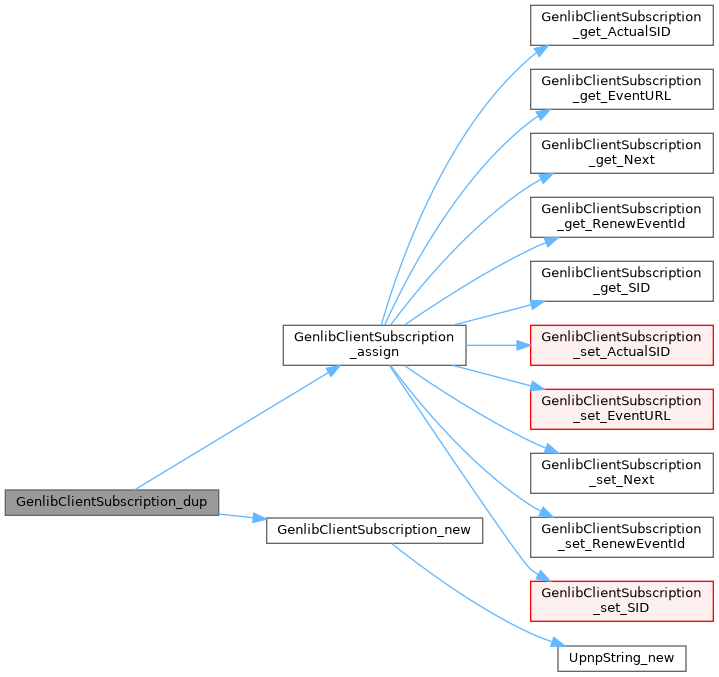 GenlibClientSubscription
_get_ActualSID
GenlibClientSubscription
_get_EventURL
GenlibClientSubscription
_get_Next
GenlibClientSubscription
_get_RenewEventId
GenlibClientSubscription
_get_SID
GenlibClientSubscription
_assign
GenlibClientSubscription
_set_ActualSID
GenlibClientSubscription
_set_EventURL
GenlibClientSubscription
_set_Next
GenlibClientSubscription_dup
GenlibClientSubscription_new
GenlibClientSubscription
_set_RenewEventId
GenlibClientSubscription
_set_SID
UpnpString_new